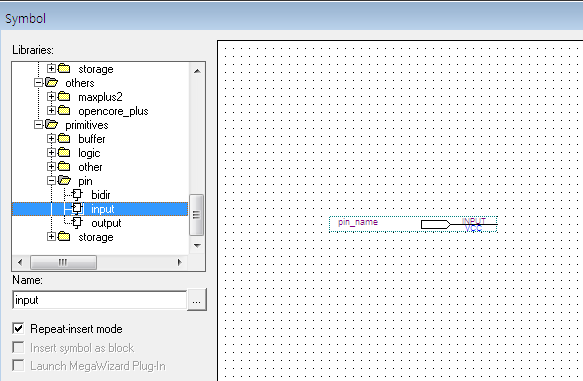 Symbol
Libraries:
storage
others
maxplus2
opencore_plus
primitives
buffer
logic
other
pin
bidir
input
output
storage
Name:
input
...
Repeat-insert mode
Insert symbol as block
Launch MegaWizard Plug-In
pin_name
INPUT
VCC